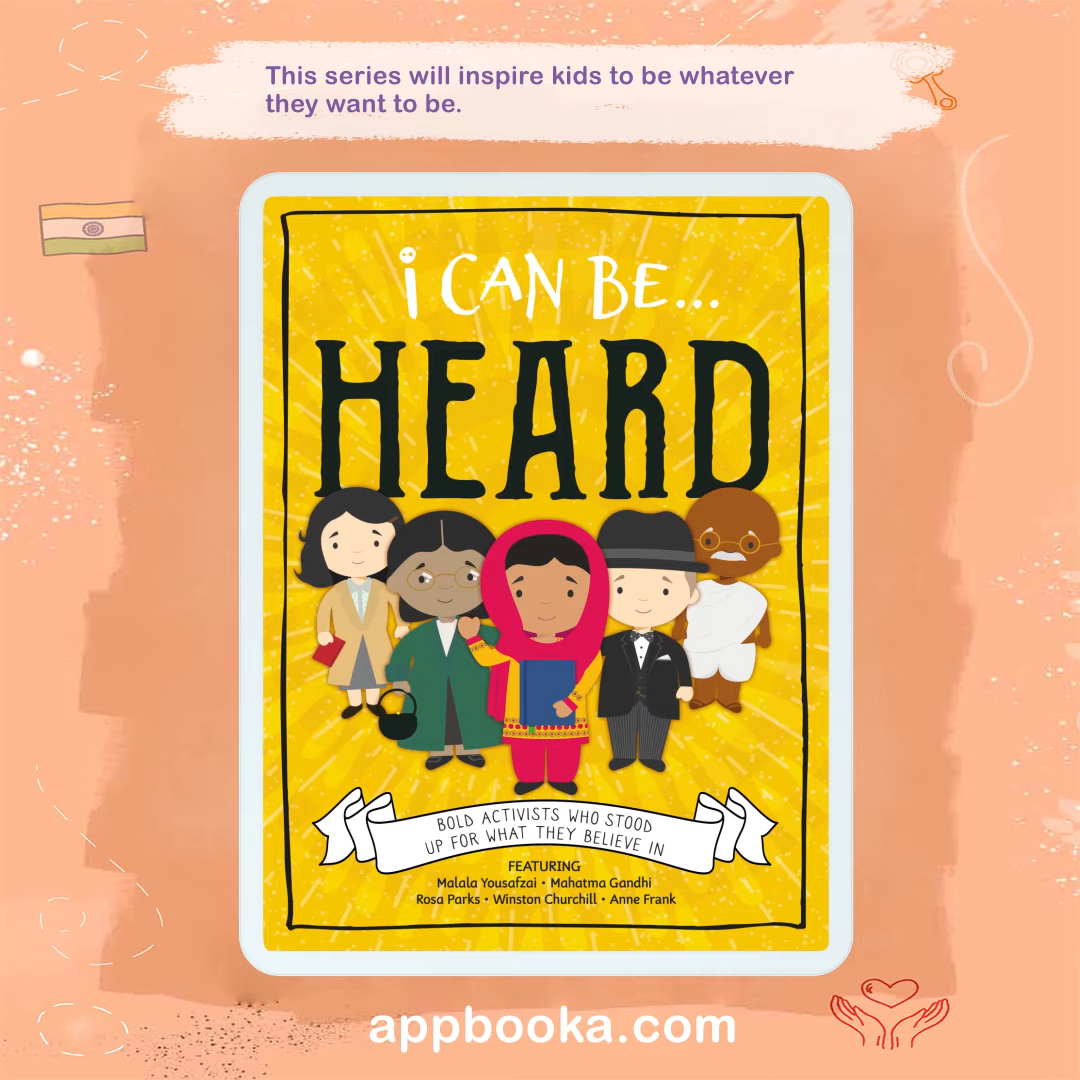 This series will inspire kids to be whatever
they want to be.
i CAN BE...
HEARD
BOLD ACTIVISTS WHO STOOD
UP FOR WHAT THEY BELIEVE IN
FEATURING
Malala Yousafzai • Mahatma Gandhi
Rosa Parks • Winston Churchill • Anne Frank
appbooka.com